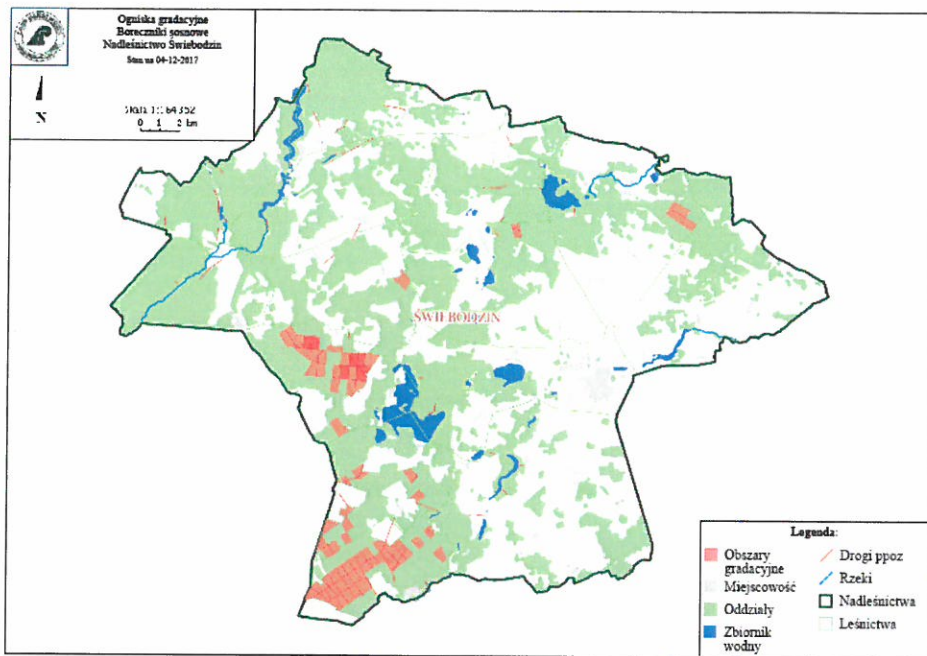 Ogniska gradacyjne
Boreczniki sosnowe
Nadleśnictwo Świebodzin
Stan na 04-12-2017
N
0 1 2 km
ŚWIEBODZIN
Legenda:
Obszary gradacyjne
Miejscowość
Oddziały
Zbiornik wodny
Drogi ppoz
Rzeki
Nadleśnictwa
Leśnictwa